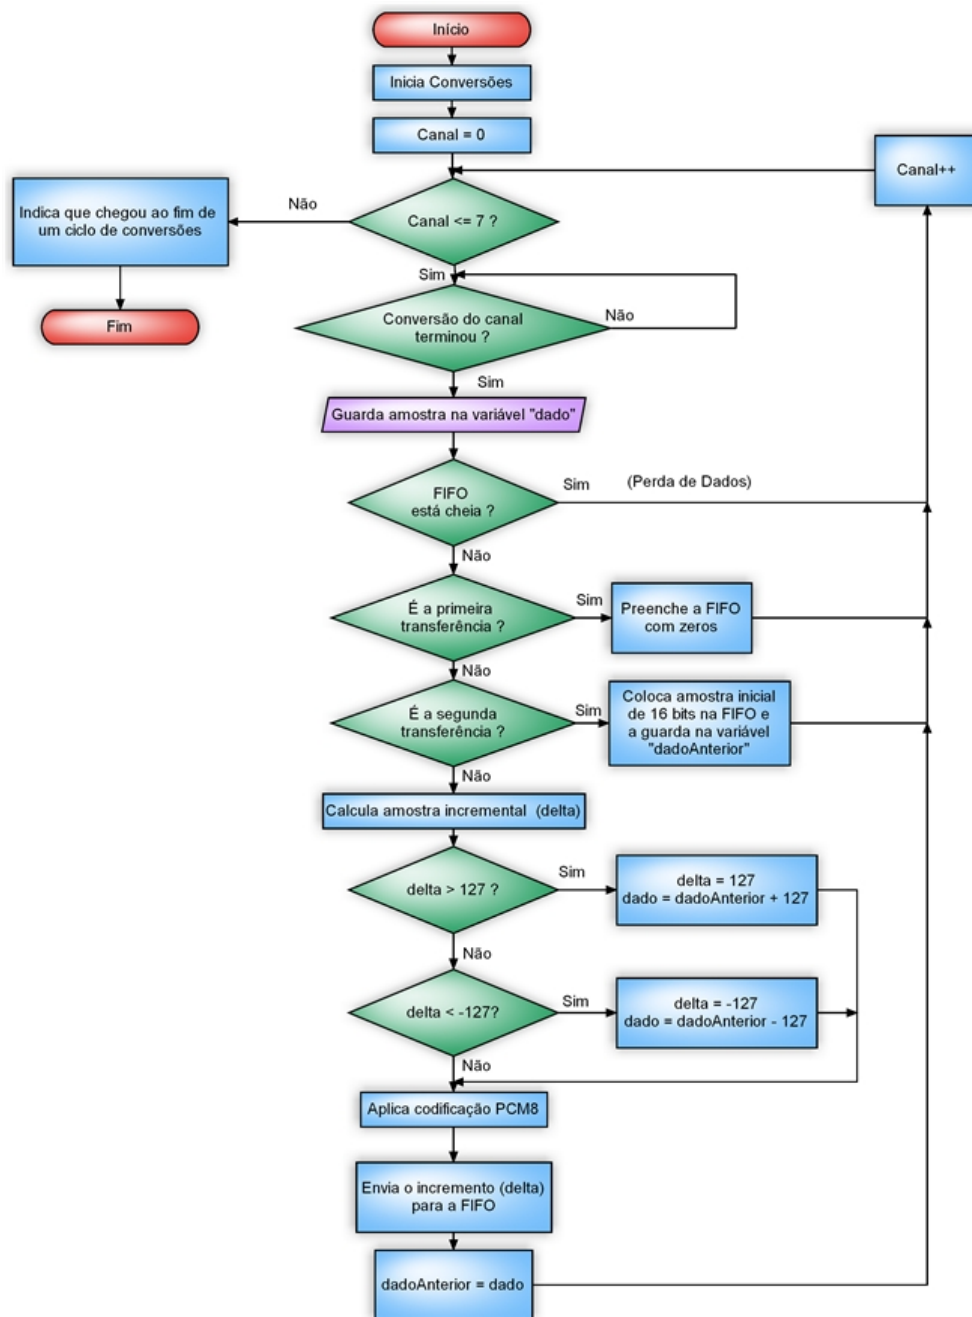 Início
Inicia Conversões
Canal = 0
Canal++
Canal <= 7 ?
Não
Indica que chegou ao fim de
um ciclo de conversões
Fim
Sim
Conversão do canal
terminou ?
Não
Sim
Guarda amostra na variável "dado"
FIFO
está cheia ?
Sim
(Perda de Dados)
Não
É a primeira
transferência ?
Sim
Preenche a FIFO
com zeros
Não
É a segunda
transferência ?
Sim
Coloca amostra inicial
de 16 bits na FIFO e
a guarda na variável
"dadoAnterior"
Não
Calcula amostra incremental (delta)
delta > 127 ?
Sim
delta = 127
dado = dadoAnterior + 127
Não
delta < -127?
Sim
delta = -127
dado = dadoAnterior - 127
Não
Aplica codificação PCM8
Envia o incremento (delta)
para a FIFO
dadoAnterior = dado